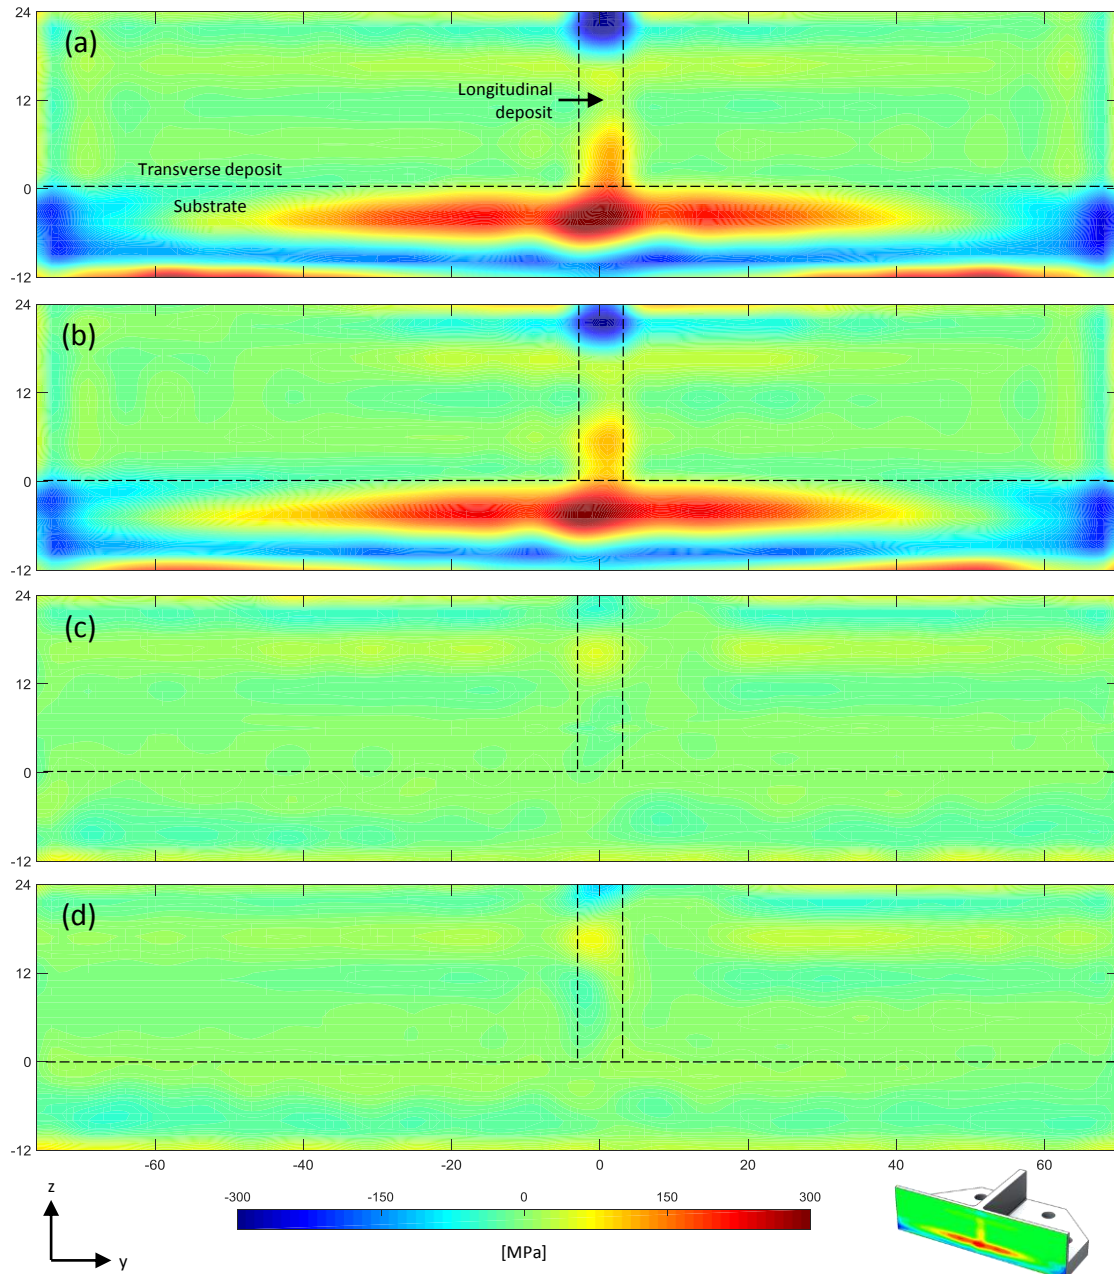 24
(a)
Longitudinal
12
deposit
Transverse deposit
0
Substrate
-12
24
(b)
12
0
-12
24
(c)
12
0
-12
24
(d)
12
0
-12
-60 -40 -20 0 20 40 60
z
-300 -150 0 150 300
y
[MPa]